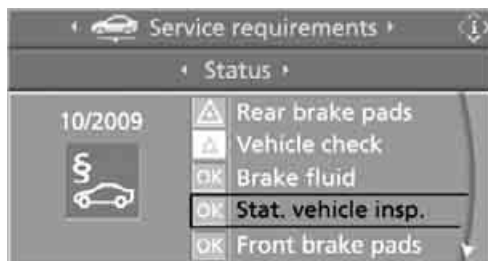 Service requirements
Status
10/2009
Rear brake pads
Vehicle check
OK Brake fluid
§
OK Stat. vehicle insp.
OK Front brake pads